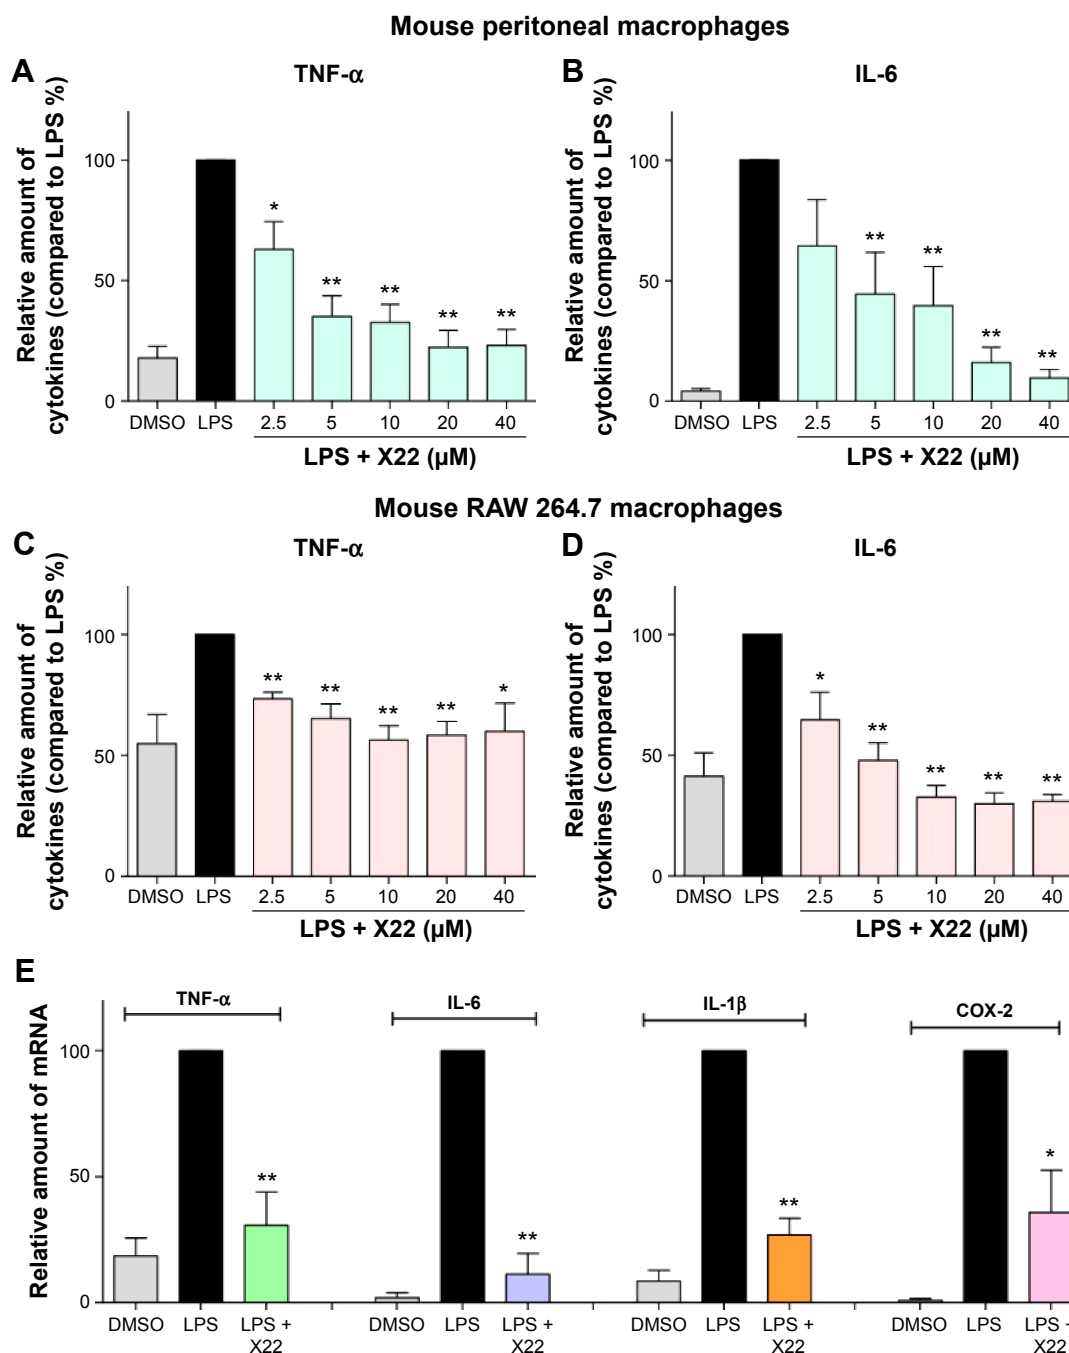 Mouse peritoneal macrophages
A
TNF-α
Relative amount of
cytokines (compared to LPS %)
100
50
0
*
**
**
**
**
DMSO LPS 2.5 5 10 20 40
LPS + X22 (µM)
B
IL-6
Relative amount of
cytokines (compared to LPS %)
100
50
0
**
**
**
**
DMSO LPS 2.5 5 10 20 40
LPS + X22 (µM)
Mouse RAW 264.7 macrophages
C
TNF-α
Relative amount of
cytokines (compared to LPS %)
100
50
0
**
**
**
**
*
DMSO LPS 2.5 5 10 20 40
LPS + X22 (µM)
D
IL-6
Relative amount of
cytokines (compared to LPS %)
100
50
0
*
**
**
**
**
DMSO LPS 2.5 5 10 20 40
LPS + X22 (µM)
E
Relative amount of mRNA
100
50
0
TNF-α
**
DMSO LPS LPS +
X22
IL-6
**
DMSO LPS LPS +
X22
IL-1β
**
DMSO LPS LPS +
X22
COX-2
*
DMSO LPS LPS +
X22